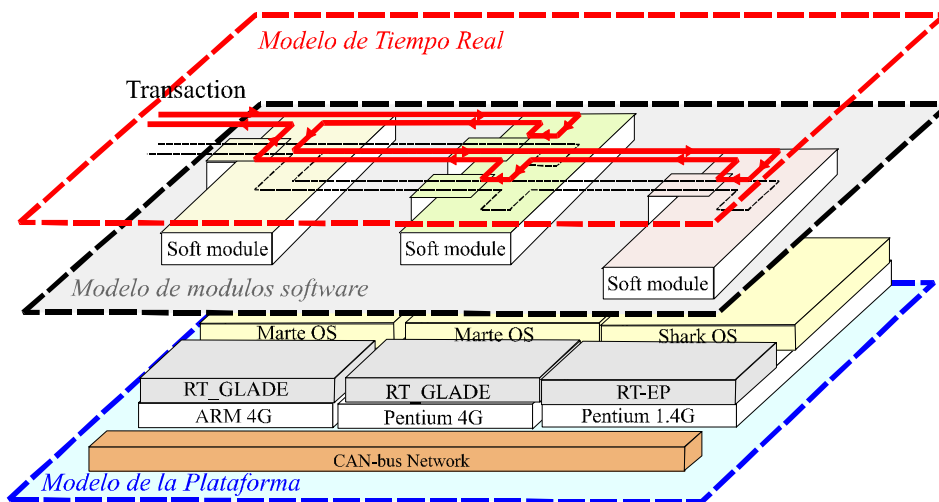 Modelo de Tiempo Real
Transaction
Soft module
Soft module
Soft module
Modelo de modulos software
Marte OS
Marte OS
Shark OS
RT_GLADE
RT_GLADE
RT-EP
ARM 4G
Pentium 4G
Pentium 1.4G
CAN-bus Network
Modelo de la Plataforma